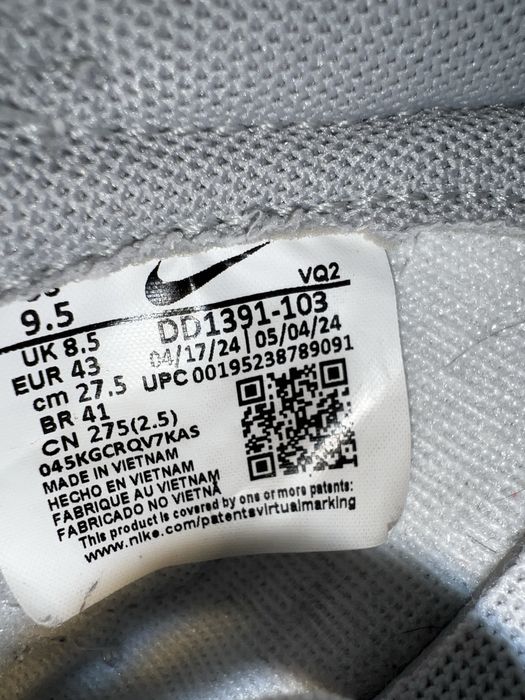 VQ2
9.5
UK 8.5
EUR 43
cm 27.5
BR 41
CN 275(2.5)
DD1391-103
04/17/24 | 05/04/24
UPC 00195238789091
045KGCRQV7KAS
MADE IN VIETNAM
HECHO EN VIETNAM
FABRIQUE AU VIETNAM
FABRICADO NO VIETNÃ
This product is covered by one or more patents:
www.nike.com/patentsvirtualmarking